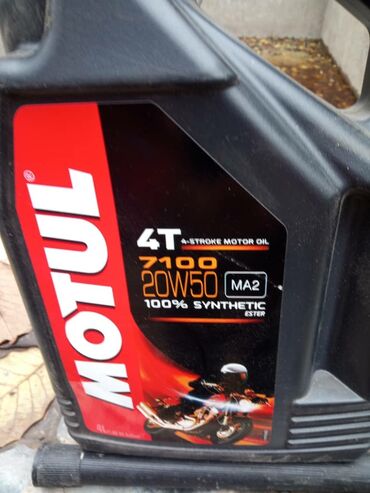 MOTUL®
4T 4-STROKE MOTOR OIL
7100
20W50 MA2
100% SYNTHETIC
ESTER